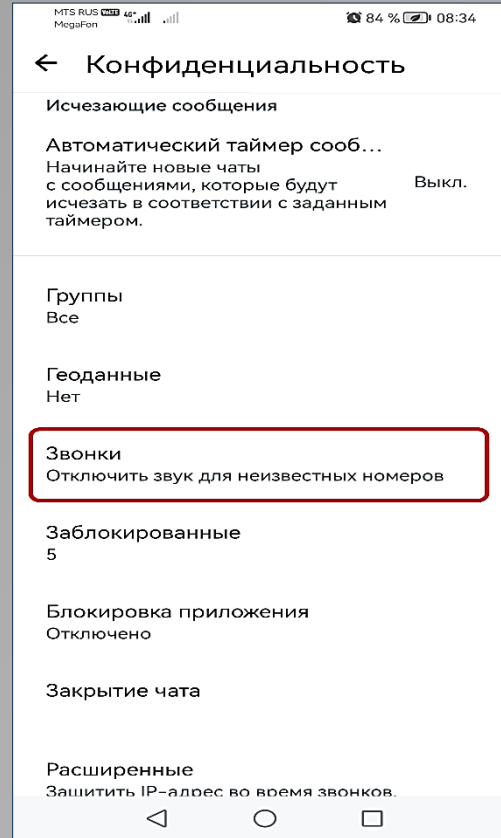 MTS RUS VoLTE 4G+ 84 % 08:34
MegaFon
Конфиденциальность
Исчезающие сообщения
Автоматический таймер сооб...
Начинайте новые чаты
с сообщениями, которые будут
исчезать в соответствии с заданным
таймером.
Выкл.
Группы
Все
Геоданные
Нет
Звонки
Отключить звук для неизвестных номеров
Заблокированные
5
Блокировка приложения
Отключено
Закрытие чата
Расширенные
Защитить IP-адрес во время звонков,